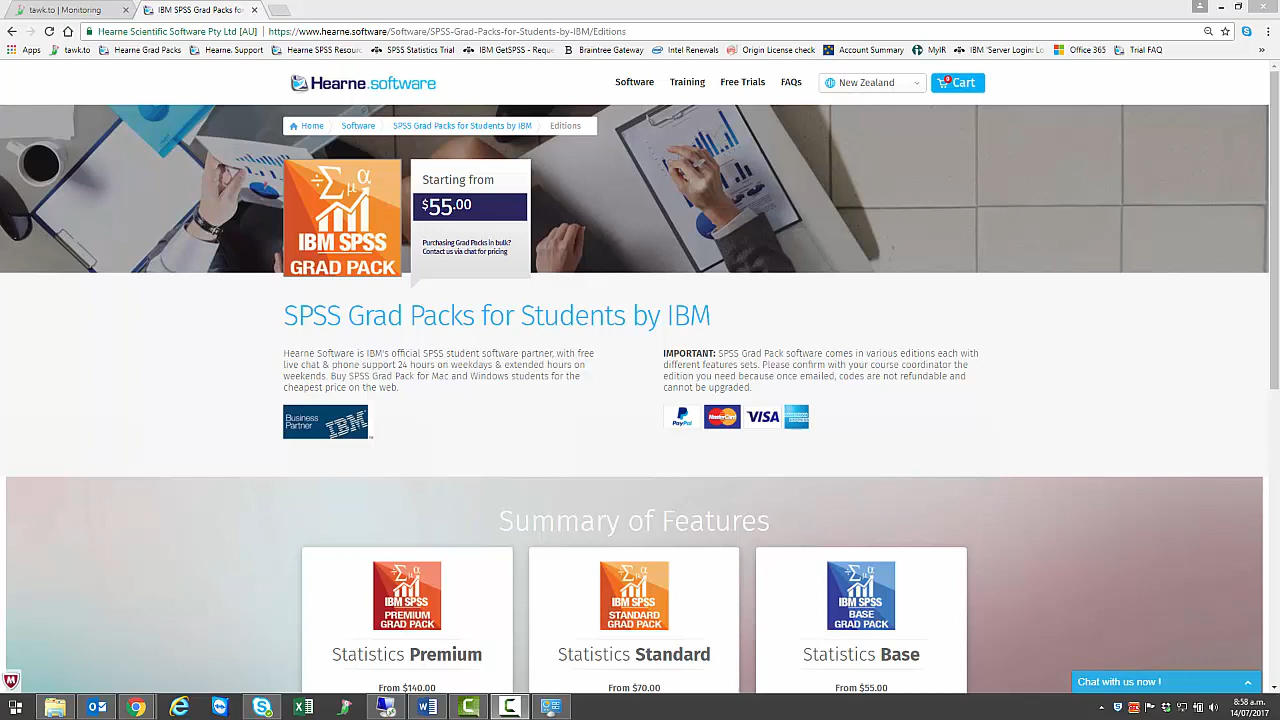 tawk.to | Monitoring
IBM SPSS Grad Packs for
Hearne Scientific Software Pty Ltd [AU]
https://www.hearne.software/Software/SPSS-Grad-Packs-for-Students-by-IBM/Editions
Apps
tawk.to
Hearne Grad Packs
Hearne. Support
Hearne SPSS Resourc
SPSS Statistics Trial
IBM GetSPSS - Reque
Braintree Gateway
Intel Renewals
Origin License check
Account Summary
MyIR
IBM 'Server Login: Lo
Office 365
Trial FAQ
Hearne.software
Software
Training
Free Trials
FAQs
New Zealand
0
Cart
Home
Software
SPSS Grad Packs for Students by IBM
Editions
Σ μ α
IBM SPSS
GRAD PACK
Starting from
$55.00
Purchasing Grad Packs in bulk?
Contact us via chat for pricing
SPSS Grad Packs for Students by IBM
Hearne Software is IBM's official SPSS student software partner, with free
live chat & phone support 24 hours on weekdays & extended hours on
weekends. Buy SPSS Grad Pack for Mac and Windows students for the
cheapest price on the web.
Business
Partner
IBM
IMPORTANT: SPSS Grad Pack software comes in various editions each with
different features sets. Please confirm with your course coordinator the
edition you need because once emailed, codes are not refundable and
cannot be upgraded.
PayPal
MasterCard
VISA
Summary of Features
IBM SPSS
PREMIUM
GRAD PACK
Statistics Premium
From $140.00
IBM SPSS
STANDARD
GRAD PACK
Statistics Standard
From $70.00
IBM SPSS
BASE
GRAD PACK
Statistics Base
From $55.00
Chat with us now !
8:58 a.m.
14/07/2017